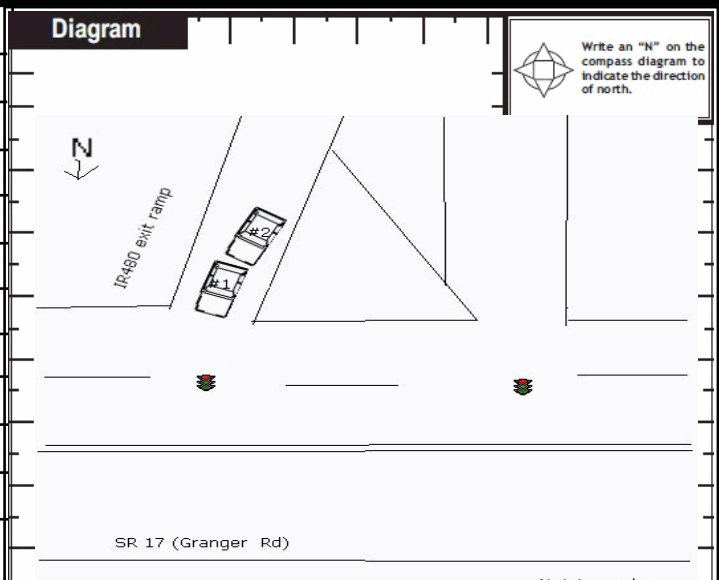 Diagram
Write an "N" on the
compass diagram to
indicate the direction
of north.
N
IR480 exit ramp
#2
#1
SR 17 (Granger Rd)